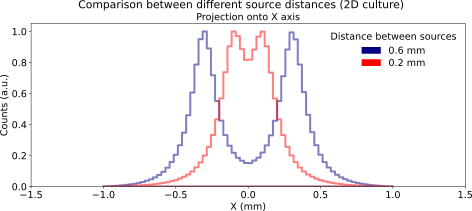 Comparison between different source distances (2D culture)
Projection onto X axis
Counts (a.u.)
1.0
0.8
0.6
0.4
0.2
0.0
Distance between sources
0.6 mm
0.2 mm
−1.5 −1.0 −0.5 0.0 0.5 1.0 1.5
X (mm)